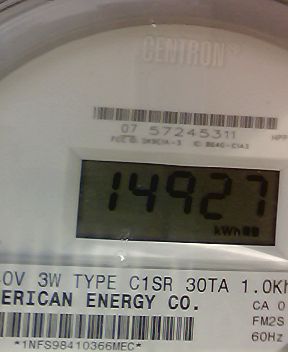 CENTRON®
07 57245311
14927
kWh
0V 3W TYPE C1SR 30TA 1.0Kh
ERICAN ENERGY CO.
CA 0
FM2S
60Hz
*1NFS98410366MEC*